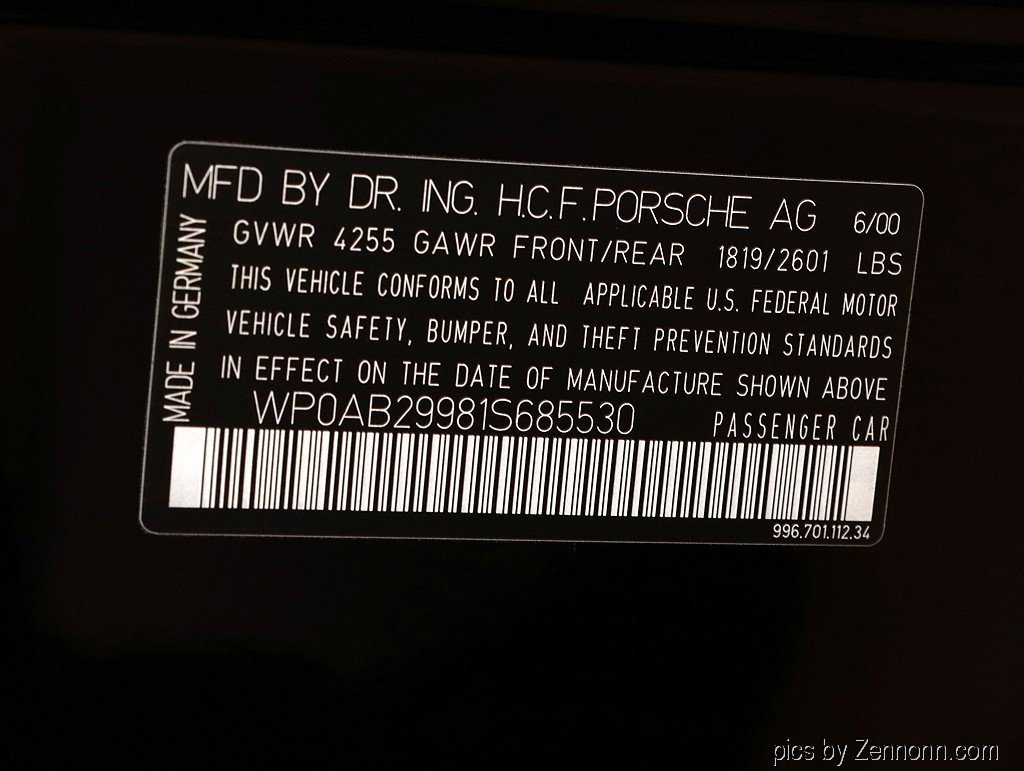 MFD BY DR. ING. H.C.F.PORSCHE AG 6/00
GVWR 4255 GAWR FRONT/REAR 1819/2601 LBS
THIS VEHICLE CONFORMS TO ALL APPLICABLE U.S. FEDERAL MOTOR
VEHICLE SAFETY, BUMPER, AND THEFT PREVENTION STANDARDS
IN EFFECT ON THE DATE OF MANUFACTURE SHOWN ABOVE
WP0AB29981S685530 PASSENGER CAR
MADE IN GERMANY
996.701.112.34
pics by Zennonn.com